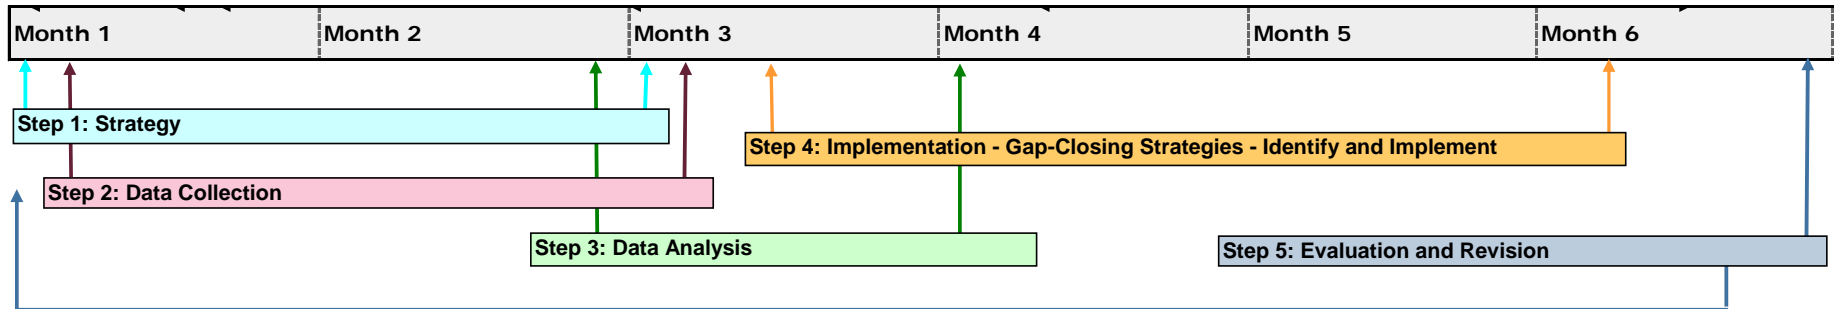 Month 1
Month 2
Month 3
Month 4
Month 5
Month 6
Step 1: Strategy
Step 4: Implementation - Gap-Closing Strategies - Identify and Implement
Step 2: Data Collection
Step 3: Data Analysis
Step 5: Evaluation and Revision